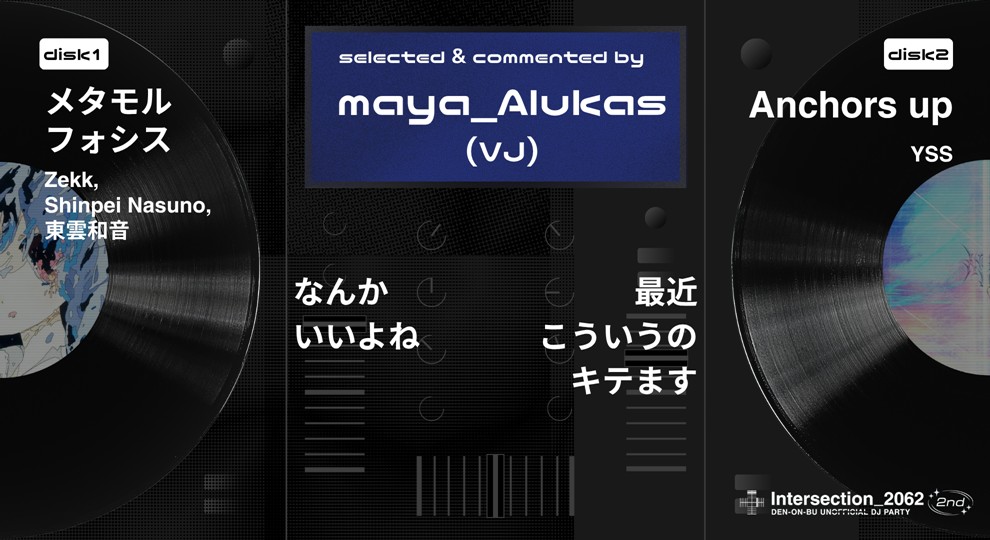 disk1
メタモル
フォシス
Zekk,
Shinpei Nasuno,
東雲和音
selected & commented by
maya_Alukas
(VJ)
disk2
Anchors up
YSS
なんか
いいよね
最近
こういうの
キテます
Intersection_2062
2nd
DEN-ON-BU UNOFFICIAL DJ PARTY